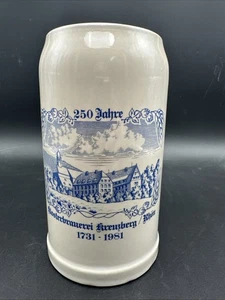 250 Jahre
Klosterbrauerei Kreuzberg/Rhön
1731 - 1981